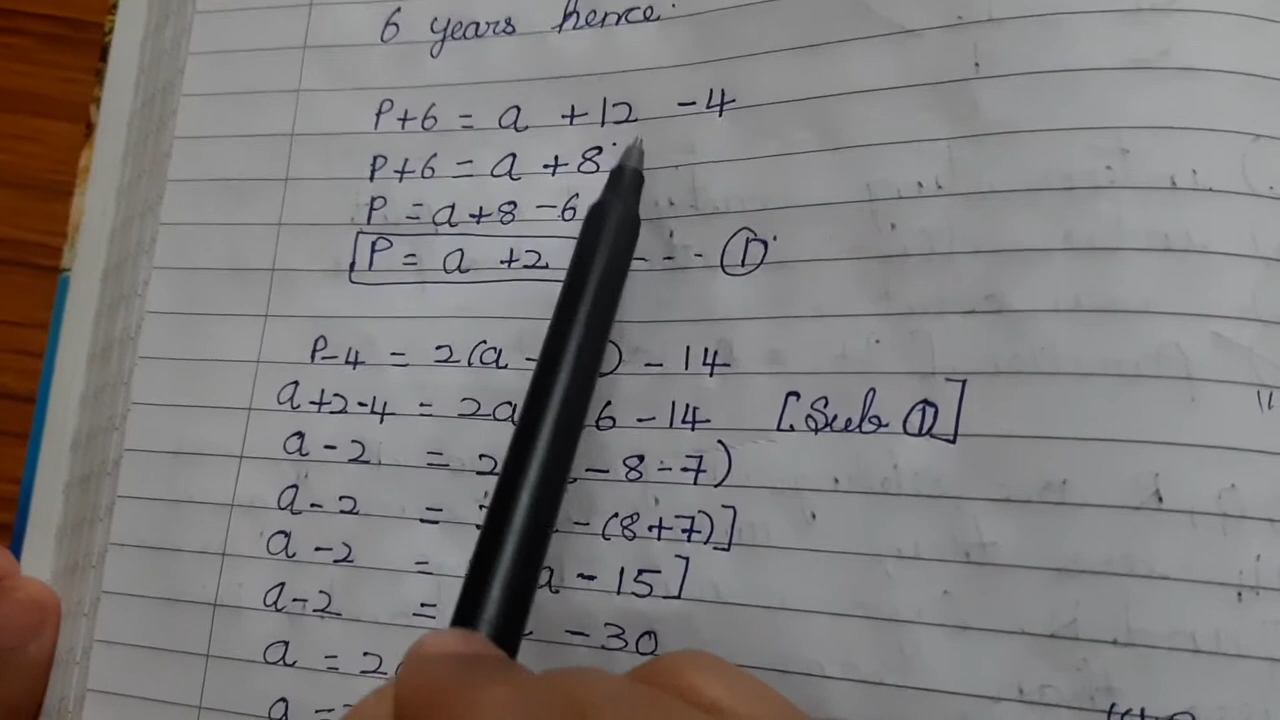 6 years hence.
P+6 = a +12 -4
P+6 = a +8
P = a+8 -6
P = a +2 --- ①
P-4 = 2(a - ) - 14
a+2-4 = 2a 6 -14 [Sub ①]
a-2 = 2 -8-7)
a-2 = -(8+7)]
a-2 = a - 15]
a-2 = -30
a = 2
a =